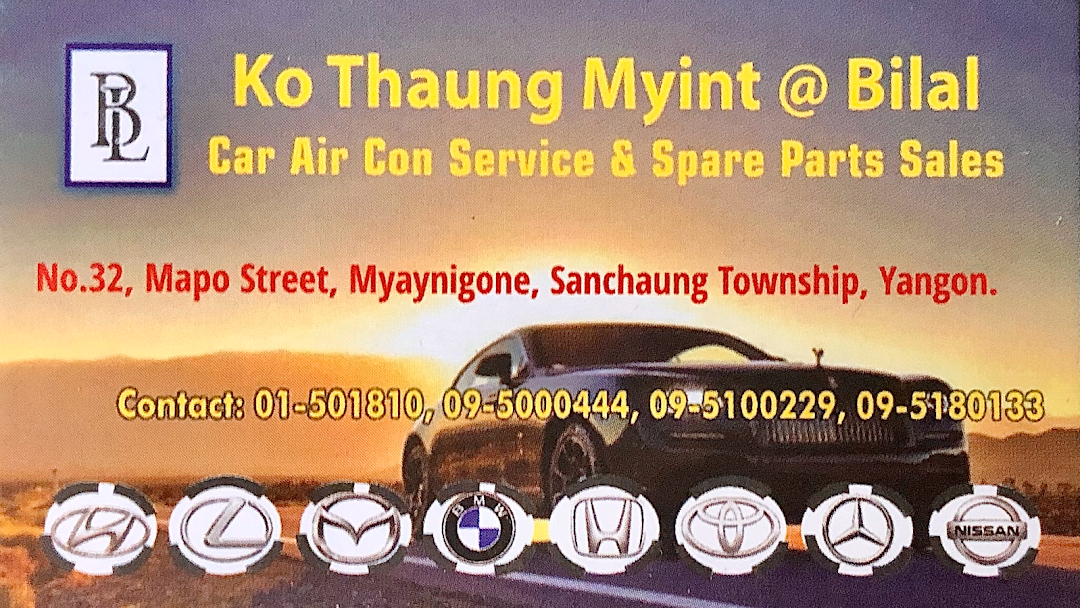 BL
Ko Thaung Myint @ Bilal
Car Air Con Service & Spare Parts Sales
No.32, Mapo Street, Myaynigone, Sanchaung Township, Yangon.
Contact: 01-501810, 09-5000444, 09-5100229, 09-5180133
BMW
NISSAN